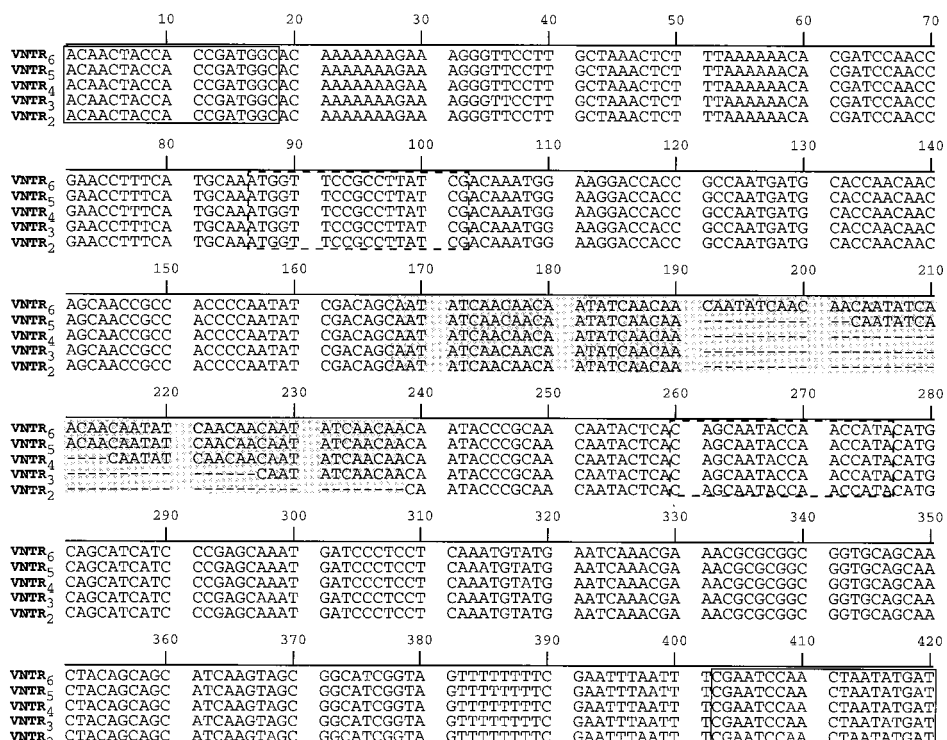 10 20 30 40 50 60 70
VNTR6 ACAACTACCA CCGATGGCAC AAAAAAAGAA AGGGTTCCTT GCTAAACTCT TTAAAAAACA CGATCCAACC
VNTR5 ACAACTACCA CCGATGGCAC AAAAAAAGAA AGGGTTCCTT GCTAAACTCT TTAAAAAACA CGATCCAACC
VNTR4 ACAACTACCA CCGATGGCAC AAAAAAAGAA AGGGTTCCTT GCTAAACTCT TTAAAAAACA CGATCCAACC
VNTR3 ACAACTACCA CCGATGGCAC AAAAAAAGAA AGGGTTCCTT GCTAAACTCT TTAAAAAACA CGATCCAACC
VNTR2 ACAACTACCA CCGATGGCAC AAAAAAAGAA AGGGTTCCTT GCTAAACTCT TTAAAAAACA CGATCCAACC
80 90 100 110 120 130 140
VNTR6 GAACCTTTCA TGCAAATGGT TCCGCCTTAT CGACAAATGG AAGGACCACC GCCAATGATG CACCAACAAC
VNTR5 GAACCTTTCA TGCAAATGGT TCCGCCTTAT CGACAAATGG AAGGACCACC GCCAATGATG CACCAACAAC
VNTR4 GAACCTTTCA TGCAAATGGT TCCGCCTTAT CGACAAATGG AAGGACCACC GCCAATGATG CACCAACAAC
VNTR3 GAACCTTTCA TGCAAATGGT TCCGCCTTAT CGACAAATGG AAGGACCACC GCCAATGATG CACCAACAAC
VNTR2 GAACCTTTCA TGCAAATGGT TCCGCCTTAT CGACAAATGG AAGGACCACC GCCAATGATG CACCAACAAC
150 160 170 180 190 200 210
VNTR6 AGCAACCGCC ACCCCAATAT CGACAGCAAT ATCAACAACA ATATCAACAA CAATATCAAC AACAATATCA
VNTR5 AGCAACCGCC ACCCCAATAT CGACAGCAAT ATCAACAACA ATATCAACAA ---------- --CAATATCA
VNTR4 AGCAACCGCC ACCCCAATAT CGACAGCAAT ATCAACAACA ATATCAACAA ---------- ----------
VNTR3 AGCAACCGCC ACCCCAATAT CGACAGCAAT ATCAACAACA ATATCAACAA ---------- ----------
VNTR2 AGCAACCGCC ACCCCAATAT CGACAGCAAT ATCAACAACA ATATCAACAA ---------- ----------
220 230 240 250 260 270 280
VNTR6 ACAACAATAT CAACAACAAT ATCAACAACA ATACCCGCAA CAATACTCAC AGCAATACCA ACCATACATG
VNTR5 ACAACAATAT CAACAACAAT ATCAACAACA ATACCCGCAA CAATACTCAC AGCAATACCA ACCATACATG
VNTR4 ----CAATAT CAACAACAAT ATCAACAACA ATACCCGCAA CAATACTCAC AGCAATACCA ACCATACATG
VNTR3 ---------- ------CAAT ATCAACAACA ATACCCGCAA CAATACTCAC AGCAATACCA ACCATACATG
VNTR2 ---------- ---------- --------CA ATACCCGCAA CAATACTCAC AGCAATACCA ACCATACATG
290 300 310 320 330 340 350
VNTR6 CAGCATCATC CCGAGCAAAT GATCCCTCCT CAAATGTATG AATCAAACGA AACGCGCGGC GGTGCAGCAA
VNTR5 CAGCATCATC CCGAGCAAAT GATCCCTCCT CAAATGTATG AATCAAACGA AACGCGCGGC GGTGCAGCAA
VNTR4 CAGCATCATC CCGAGCAAAT GATCCCTCCT CAAATGTATG AATCAAACGA AACGCGCGGC GGTGCAGCAA
VNTR3 CAGCATCATC CCGAGCAAAT GATCCCTCCT CAAATGTATG AATCAAACGA AACGCGCGGC GGTGCAGCAA
VNTR2 CAGCATCATC CCGAGCAAAT GATCCCTCCT CAAATGTATG AATCAAACGA AACGCGCGGC GGTGCAGCAA
360 370 380 390 400 410 420
VNTR6 CTACAGCAGC ATCAAGTAGC GGCATCGGTA GTTTTTTTTC GAATTTAATT TCGAATCCAA CTAATATGAT
VNTR5 CTACAGCAGC ATCAAGTAGC GGCATCGGTA GTTTTTTTTC GAATTTAATT TCGAATCCAA CTAATATGAT
VNTR4 CTACAGCAGC ATCAAGTAGC GGCATCGGTA GTTTTTTTTC GAATTTAATT TCGAATCCAA CTAATATGAT
VNTR3 CTACAGCAGC ATCAAGTAGC GGCATCGGTA GTTTTTTTTC GAATTTAATT TCGAATCCAA CTAATATGAT
VNTR2 CTACAGCAGC ATCAAGTAGC GGCATCGGTA GTTTTTTTTC GAATTTAATT TCGAATCCAA CTAATATGAT